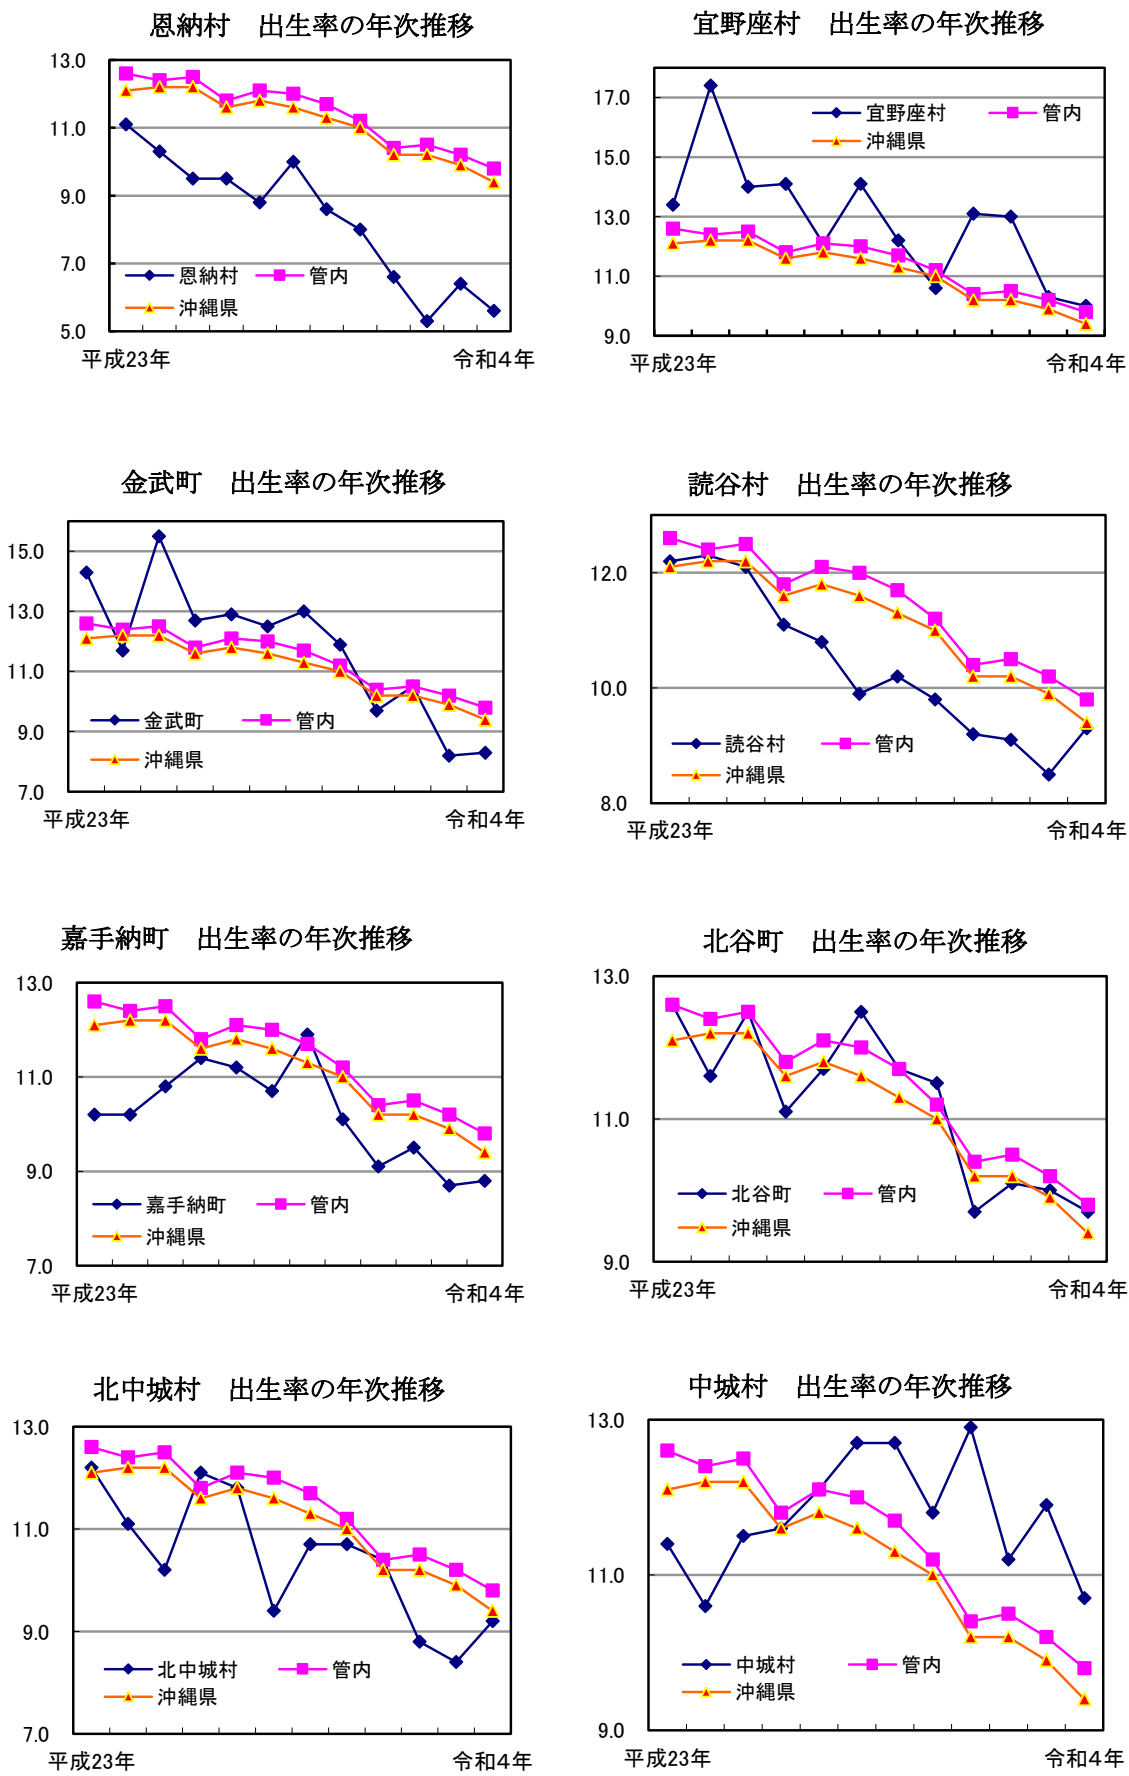 恩納村　出生率の年次推移
13.0
11.0
9.0
7.0
5.0
恩納村　管内
沖縄県
平成23年　令和4年
宜野座村　出生率の年次推移
17.0
15.0
13.0
11.0
9.0
宜野座村　管内
沖縄県
平成23年　令和4年
金武町　出生率の年次推移
15.0
13.0
11.0
9.0
7.0
金武町　管内
沖縄県
平成23年　令和4年
読谷村　出生率の年次推移
12.0
10.0
8.0
読谷村　管内
沖縄県
平成23年　令和4年
嘉手納町　出生率の年次推移
13.0
11.0
9.0
7.0
嘉手納町　管内
沖縄県
平成23年　令和4年
北谷町　出生率の年次推移
13.0
11.0
9.0
北谷町　管内
沖縄県
平成23年　令和4年
北中城村　出生率の年次推移
13.0
11.0
9.0
7.0
北中城村　管内
沖縄県
平成23年　令和4年
中城村　出生率の年次推移
13.0
11.0
9.0
中城村　管内
沖縄県
平成23年　令和4年